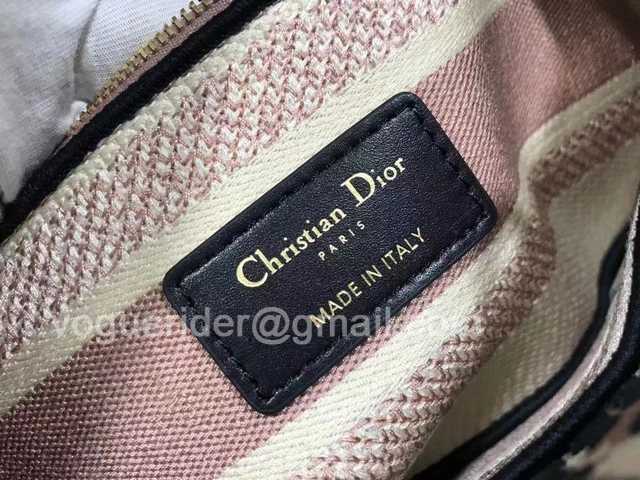 Christian Dior
PARIS
MADE IN ITALY
voguerider@gmail.com